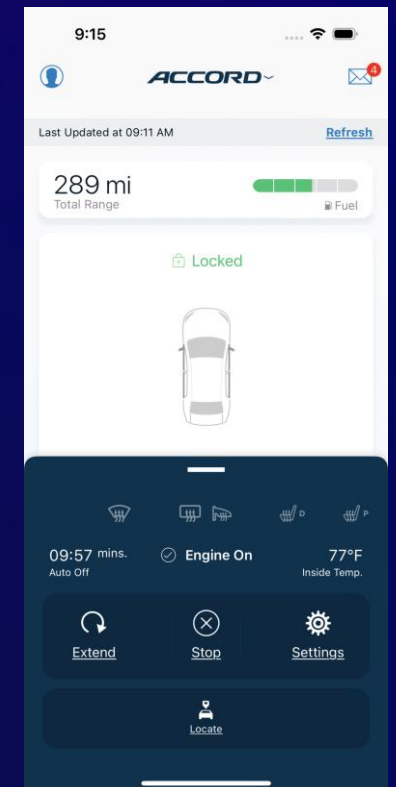 9:15
ACCORD
4
Last Updated at 09:11 AM Refresh
289 mi
Total Range Fuel
Locked
D P
09:57 mins. Engine On 77°F
Auto Off Inside Temp.
Extend Stop Settings
Locate